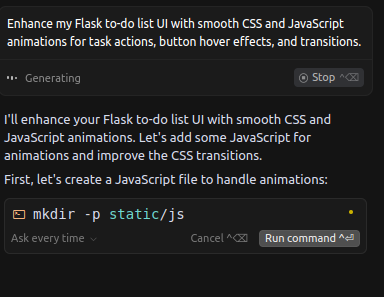 Enhance my Flask to-do list UI with smooth CSS and JavaScript
animations for task actions, button hover effects, and transitions.
Generating
Stop ^⌫
I'll enhance your Flask to-do list UI with smooth CSS and
JavaScript animations. Let's add some JavaScript for
animations and improve the CSS transitions.
First, let's create a JavaScript file to handle animations:
mkdir -p static/js
Ask every time
Cancel ^⌫
Run command ^⏎